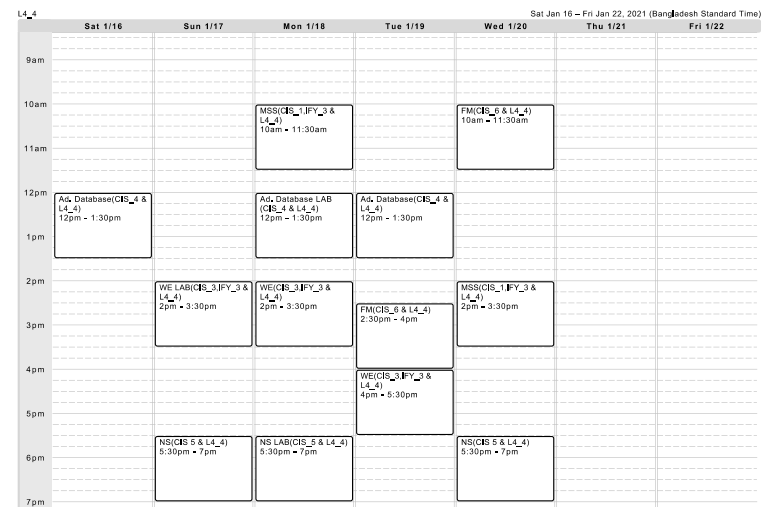 L4_4
Sat Jan 16 – Fri Jan 22, 2021 (Bangladesh Standard Time)
Sat 1/16 Sun 1/17 Mon 1/18 Tue 1/19 Wed 1/20 Thu 1/21 Fri 1/22
9am
10am
MSS(CIS_1,IFY_3 &
L4_4)
10am - 11:30am
FM(CIS_6 & L4_4)
10am - 11:30am
11am
12pm
Ad. Database(CIS_4 &
L4_4)
12pm - 1:30pm
Ad. Database LAB
(CIS_4 & L4_4)
12pm - 1:30pm
Ad. Database(CIS_4 &
L4_4)
12pm - 1:30pm
1pm
2pm
WE LAB(CIS_3,IFY_3 &
L4_4)
2pm - 3:30pm
WE(CIS_3,IFY_3 &
L4_4)
2pm - 3:30pm
FM(CIS_6 & L4_4)
2:30pm - 4pm
MSS(CIS_1,IFY_3 &
L4_4)
2pm - 3:30pm
3pm
4pm
WE(CIS_3,IFY_3 &
L4_4)
4pm - 5:30pm
5pm
NS(CIS 5 & L4_4)
5:30pm - 7pm
NS LAB(CIS_5 & L4_4)
5:30pm - 7pm
NS(CIS 5 & L4_4)
5:30pm - 7pm
6pm
7pm